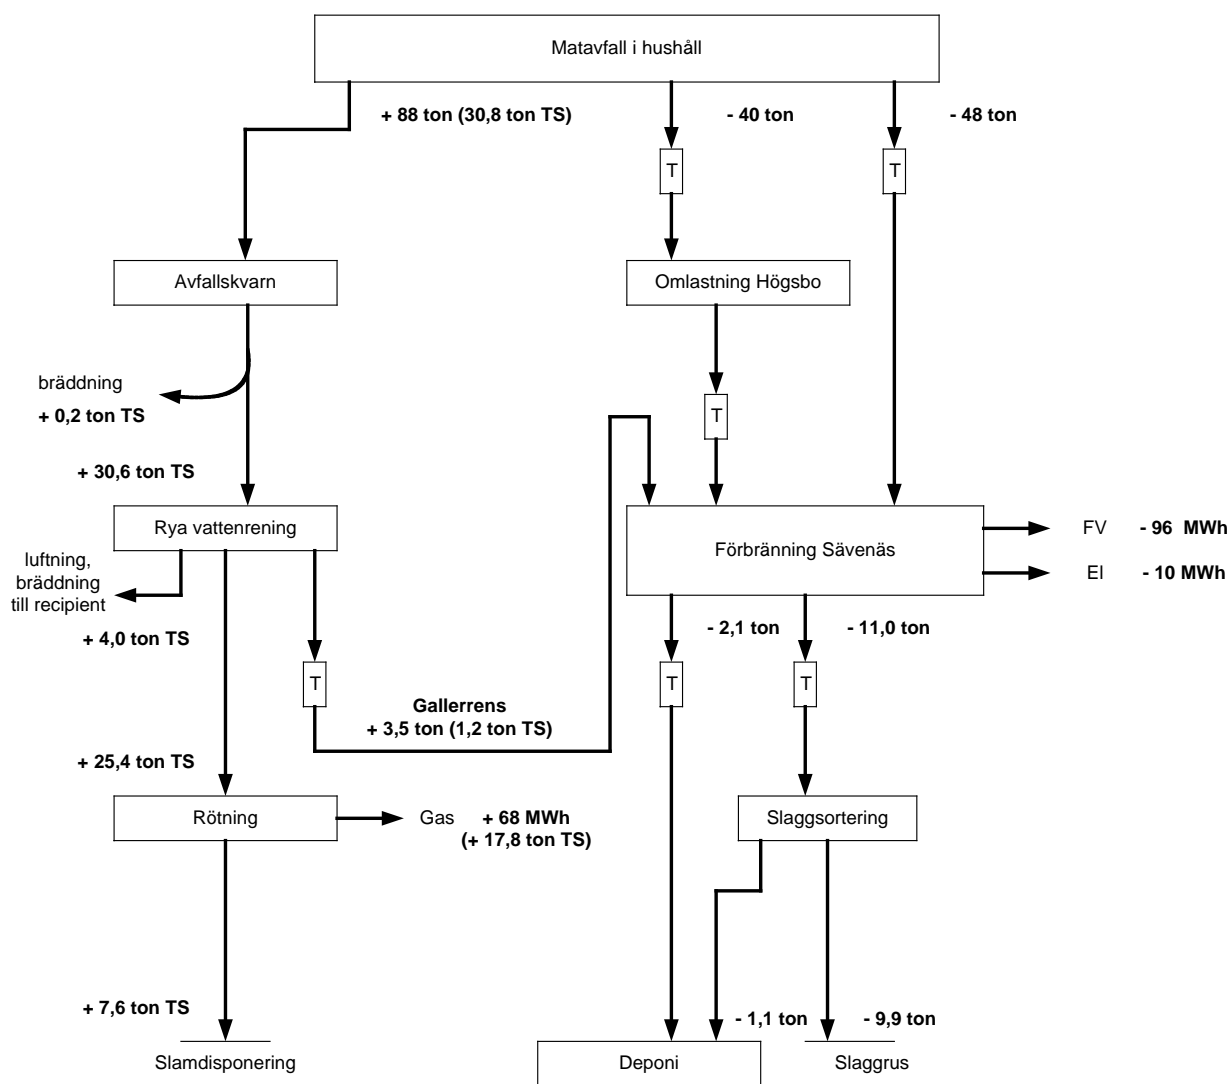 Matavfall i hushåll
+ 88 ton (30,8 ton TS)
- 40 ton
- 48 ton
T
T
Avfallskvarn
Omlastning Högsbo
bräddning
+ 0,2 ton TS
T
+ 30,6 ton TS
Rya vattenrening
Förbränning Sävenäs
FV - 96 MWh
El - 10 MWh
luftning,
bräddning
till recipient
+ 4,0 ton TS
- 2,1 ton
- 11,0 ton
T
T
T
Gallerrens
+ 3,5 ton (1,2 ton TS)
+ 25,4 ton TS
Rötning
Gas + 68 MWh
(+ 17,8 ton TS)
Slaggsortering
+ 7,6 ton TS
- 1,1 ton
- 9,9 ton
Slamdisponering
Deponi
Slaggrus